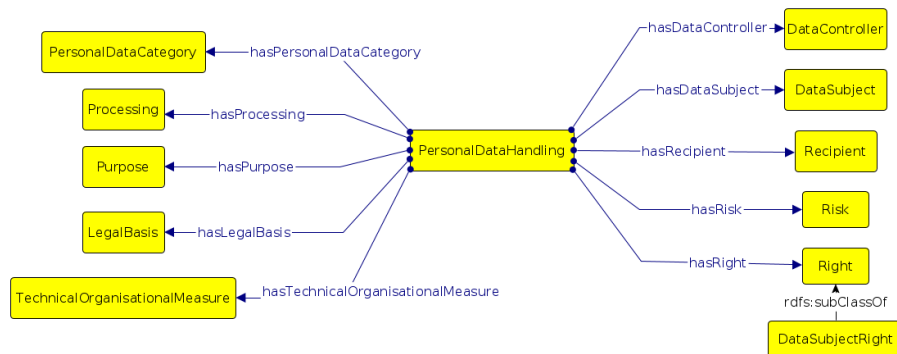 hasDataController
DataController
PersonalDataCategory
hasPersonalDataCategory
hasDataSubject
DataSubject
Processing
hasProcessing
PersonalDataHandling
hasRecipient
Recipient
Purpose
hasPurpose
hasRisk
Risk
LegalBasis
hasLegalBasis
hasRight
Right
TechnicalOrganisationalMeasure
hasTechnicalOrganisationalMeasure
rdfs:subClassOf
DataSubjectRight